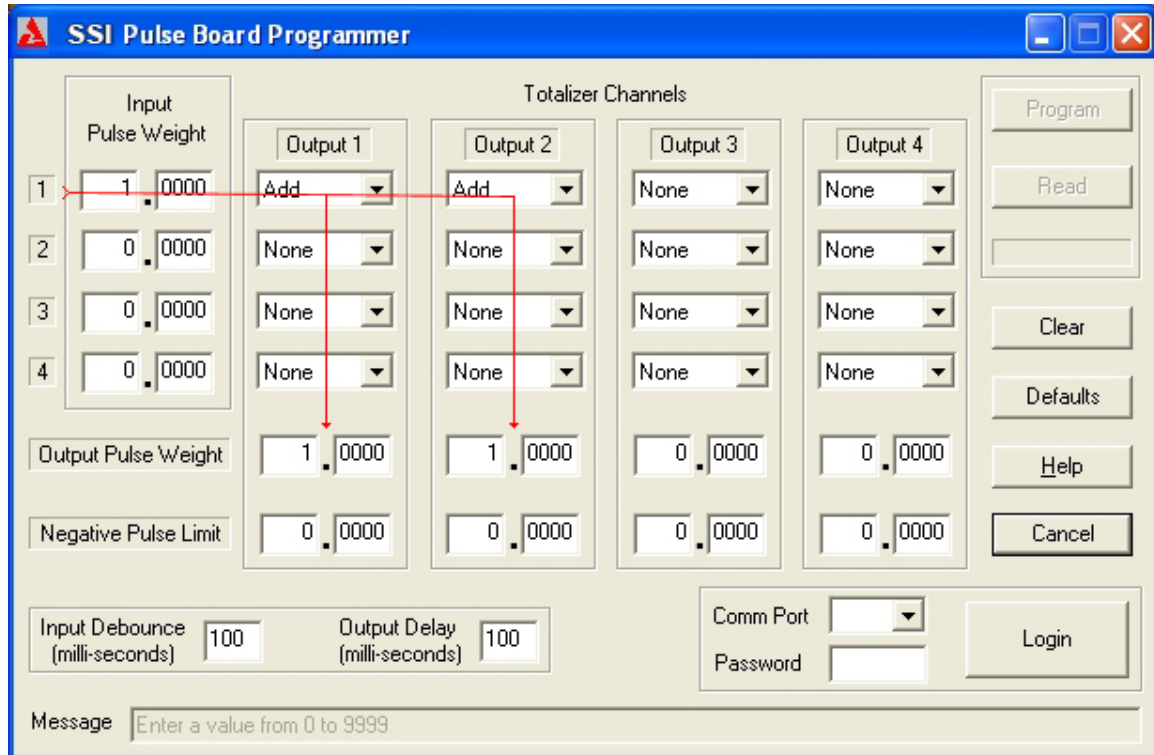 SSI Pulse Board Programmer
Input
Pulse Weight
Totalizer Channels
Output 1 Output 2 Output 3 Output 4
Program
1 1 . 0000 Add Add None None
Read
2 0 . 0000 None None None None
3 0 . 0000 None None None None
Clear
4 0 . 0000 None None None None
Defaults
Output Pulse Weight 1 . 0000 1 . 0000 0 . 0000 0 . 0000
Help
Negative Pulse Limit 0 . 0000 0 . 0000 0 . 0000 0 . 0000
Cancel
Input Debounce
(milli-seconds) 100
Output Delay
(milli-seconds) 100
Comm Port
Password
Login
Message Enter a value from 0 to 9999